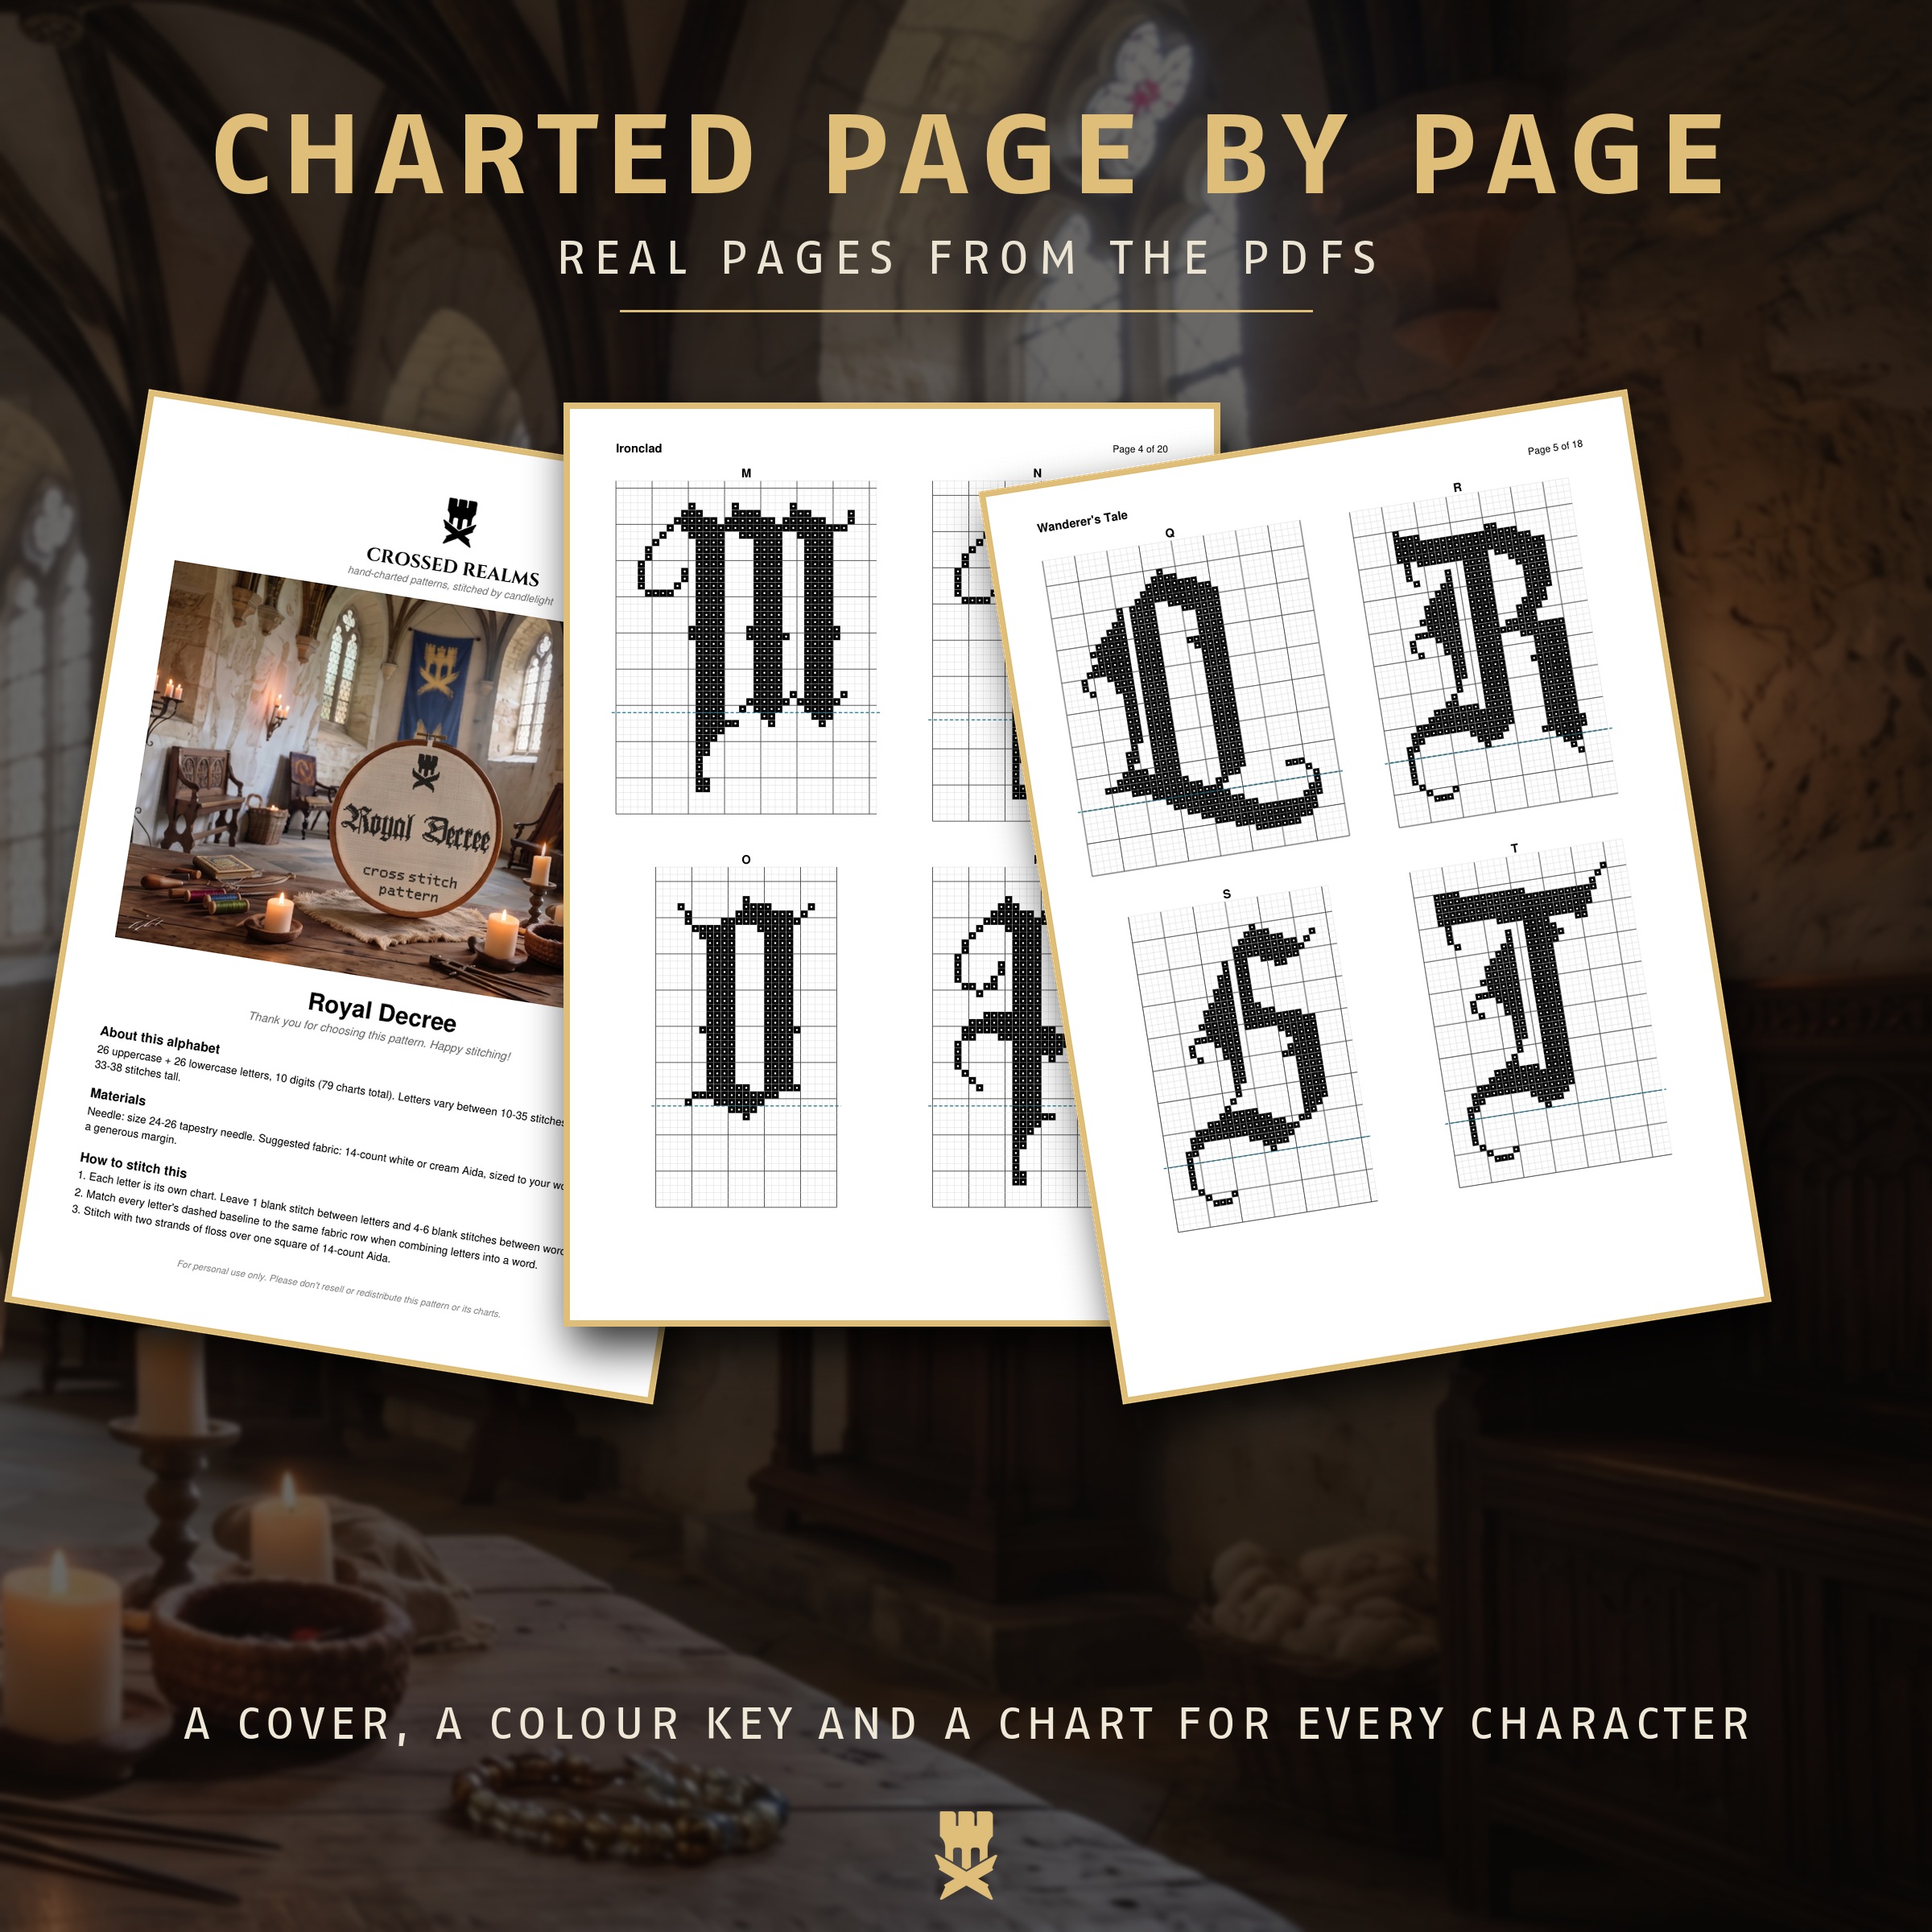 CHARTED PAGE BY PAGE
REAL PAGES FROM THE PDFS
CROSSED REALMS
hand-charted patterns, stitched by candlelight
Royal Decree
cross stitch
pattern
Royal Decree
Thank you for choosing this pattern. Happy stitching!
About this alphabet
26 uppercase + 26 lowercase letters, 10 digits (79 charts total). Letters vary between 10-35 stitches
33-38 stitches tall.
Materials
Needle: size 24-26 tapestry needle. Suggested fabric: 14-count white or cream Aida, sized to your
a generous margin.
How to stitch this
1. Each letter is its own chart. Leave 1 blank stitch between letters and 4-6 blank stitches between
2. Match every letter's dashed baseline to the same fabric row when combining letters into a word.
3. Stitch with two strands of floss over one square of 14-count Aida.
For personal use only. Please don't resell or redistribute this pattern or its charts.
Ironclad
Page 4 of 20
M
N
O
Wanderer's Tale
Page 5 of 18
Q
R
S
T
A COVER, A COLOUR KEY AND A CHART FOR EVERY CHARACTER